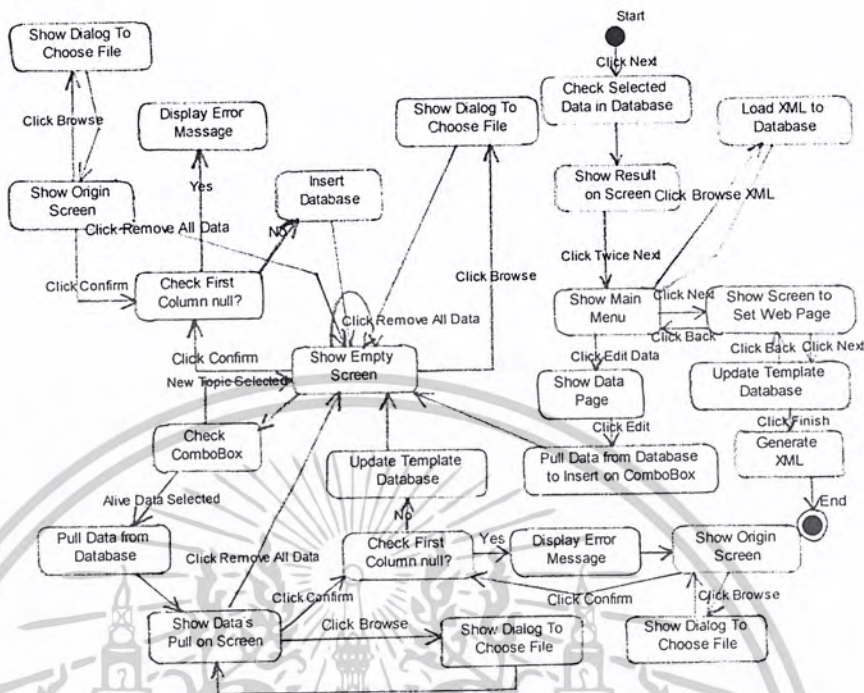 Start
Show Dialog To
Choose File
Click Next
Check Selected
Data in Database
Display Error
Massage
Show Dialog To
Choose File
Load XML to
Database
Click Browse
Show Origin
Screen
Yes
Insert
Database
Show Result
on Screen
Click Browse XML
Click Remove All Data
No
Click Twice Next
Click Confirm
Check First
Column null?
Click Browse
Show Main
Menu
Click Next
Show Screen to
Set Web Page
Click Remove All Data
Click Back
Click Confirm
Show Empty
Screen
Click Edit Data
Click Back
Click Next
New Topic Selected
Show Data
Page
Update Template
Database
Check
ComboBox
Click Edit
Click Finish
Update Template
Database
Pull Data from Database
to Insert on ComboBox
Generate
XML
Alive Data Selected
End
Pull Data from
Database
No
Click Remove All Data
Check First
Column null?
Yes
Display Error
Message
Show Origin
Screen
Click Confirm
Click Confirm
Click Browse
Show Data's
Pull on Screen
Click Browse
Show Dialog To
Choose File
Show Dialog To
Choose File